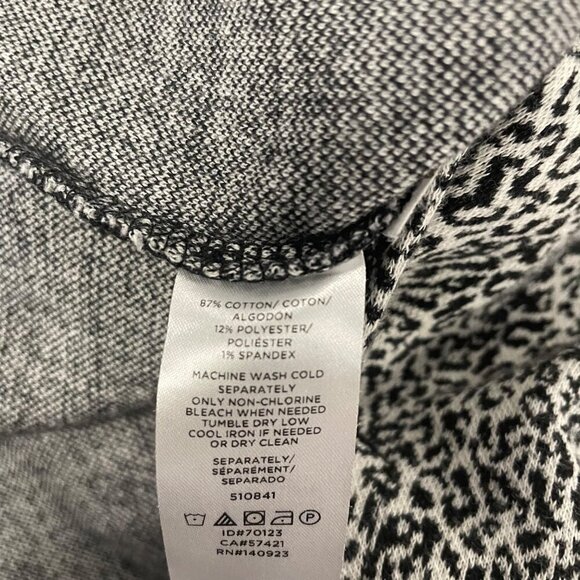 87% COTTON/ COTON/
ALGODON
12% POLYESTER/
POLIÉSTER
1% SPANDEX
MACHINE WASH COLD
SEPARATELY
ONLY NON-CHLORINE
BLEACH WHEN NEEDED
TUMBLE DRY LOW
COOL IRON IF NEEDED
OR DRY CLEAN
SEPARATELY/
SÉPARÉMENT/
SEPARADO
510841
P
ID#70123
CA#57421
RN#140923